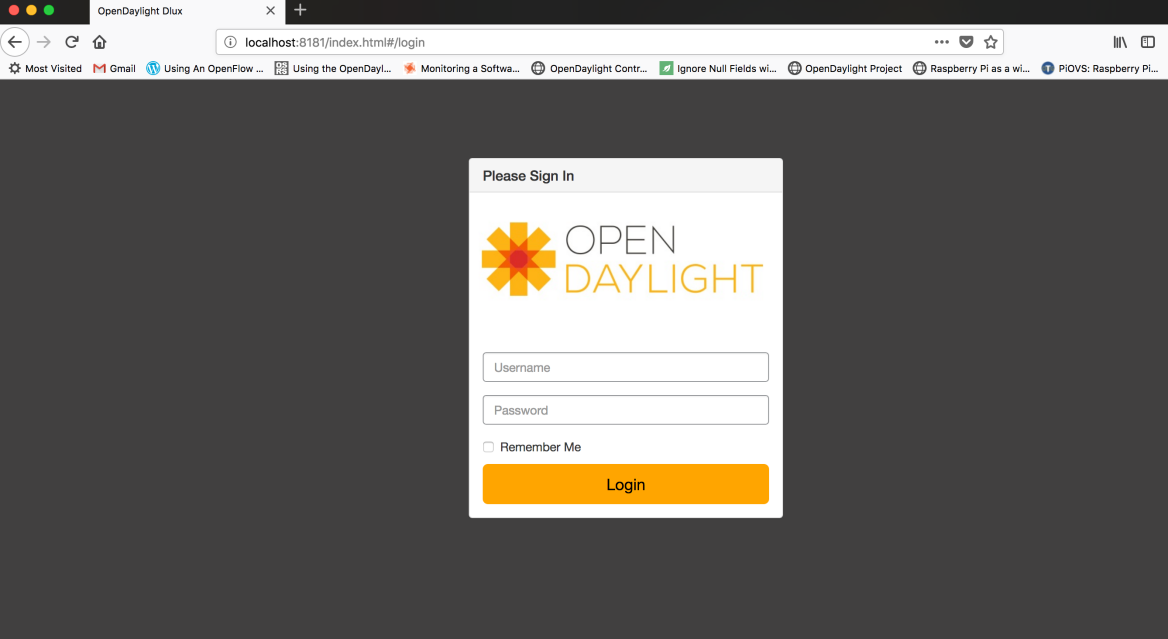 OpenDaylight Dlux
localhost:8181/index.html#/login
Most Visited Gmail Using An OpenFlow ... Using the OpenDayl... Monitoring a Softwa... OpenDaylight Contr... Ignore Null Fields wi... OpenDaylight Project Raspberry Pi as a wi... PiOVS: Raspberry Pi...
Please Sign In
OPEN
DAYLIGHT
Username
Password
Remember Me
Login